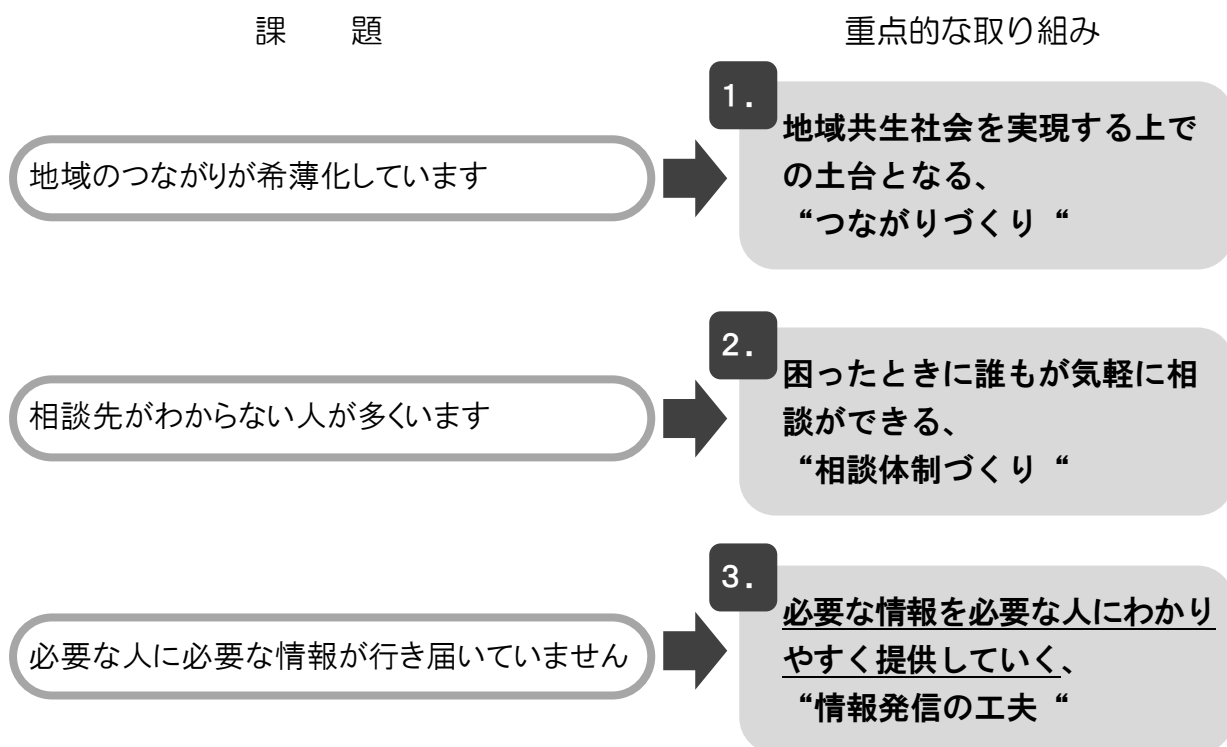 課　題
重点的な取り組み
地域のつながりが希薄化しています
1.
地域共生社会を実現する上で
の土台となる、
“つながりづくり“
相談先がわからない人が多くいます
2.
困ったときに誰もが気軽に相
談ができる、
“相談体制づくり“
必要な人に必要な情報が行き届いていません
3.
必要な情報を必要な人にわかり
やすく提供していく、
“情報発信の工夫“